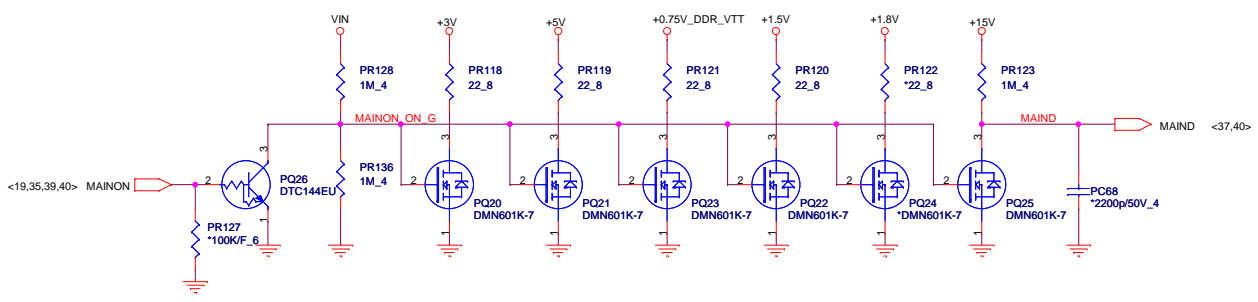 VIN
+3V
+5V
+0.75V_DDR_VTT
+1.5V
+1.8V
+15V
PR128
1M_4
PR118
22_8
PR119
22_8
PR121
22_8
PR120
22_8
PR122
*22_8
PR123
1M_4
MAINON_ON_G
MAIND
MAIND <37,40>
3
3
3
3
3
3
3
<19,35,39,40> MAINON
2
PQ26
DTC144EU
1
PR136
1M_4
2
PQ20
DMN601K-7
1
2
PQ21
DMN601K-7
1
2
PQ23
DMN601K-7
1
2
PQ22
DMN601K-7
1
2
PQ24
*DMN601K-7
1
2
PQ25
DMN601K-7
1
PC68
*2200p/50V_4
PR127
*100K/F_6